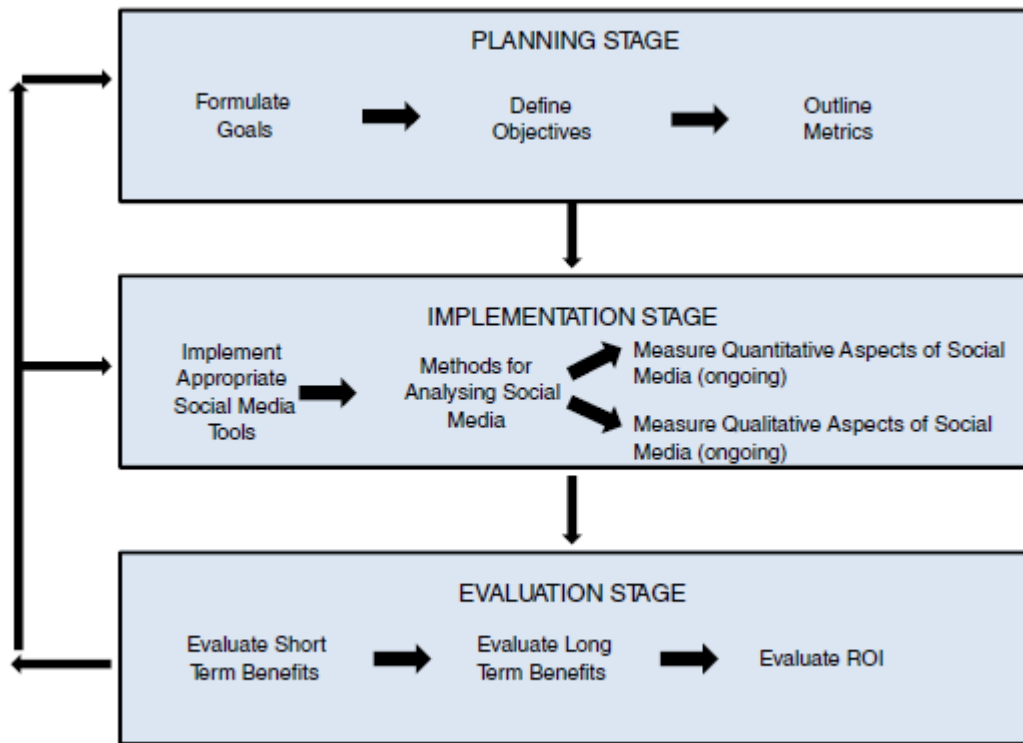 PLANNING STAGE
Formulate
Goals
Define
Objectives
Outline
Metrics
IMPLEMENTATION STAGE
Implement
Appropriate
Social Media
Tools
Methods for
Analysing Social
Media
Measure Quantitative Aspects of Social
Media (ongoing)
Measure Qualitative Aspects of Social
Media (ongoing)
EVALUATION STAGE
Evaluate Short
Term Benefits
Evaluate Long
Term Benefits
Evaluate ROI